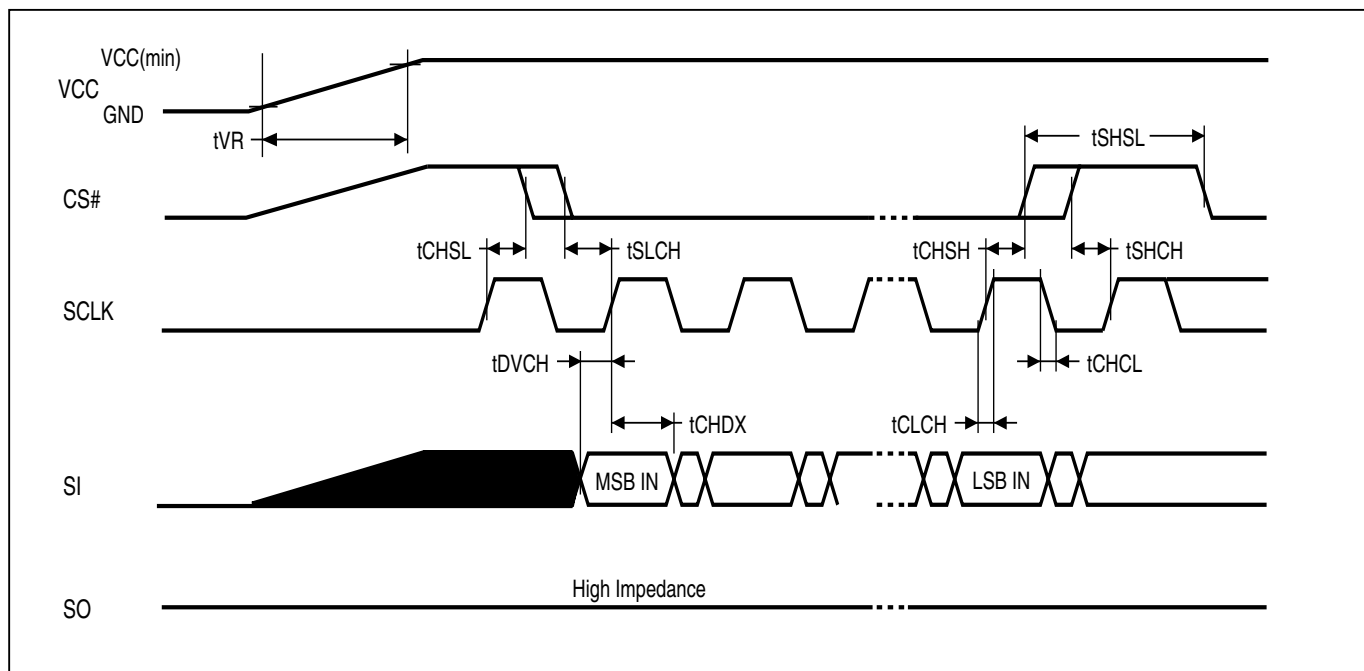 VCC(min)
VCC
GND
tVR
tSHSL
CS#
tCHSL
tSLCH
tCHSH
tSHCH
SCLK
tDVCH
tCHCL
tCHDX
tCLCH
SI
MSB IN
LSB IN
High Impedance
SO